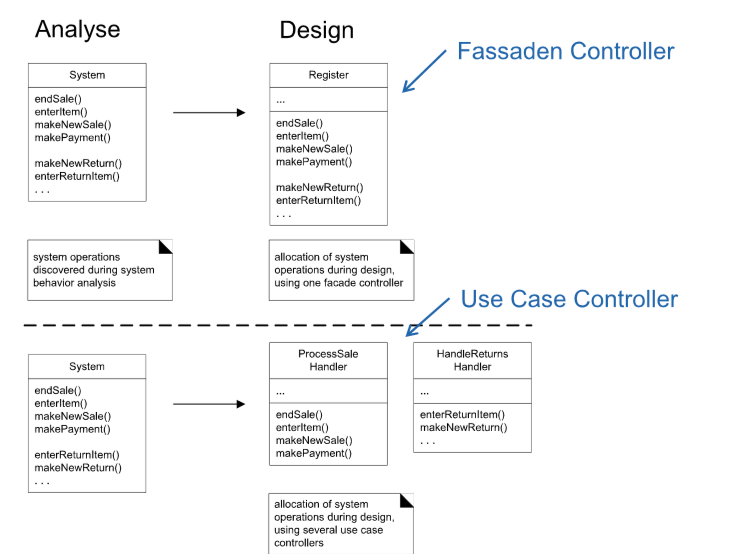 Analyse
Design
Fassaden Controller
System
endSale()
enterItem()
makeNewSale()
makePayment()
makeNewReturn()
enterReturnItem()
. . .
Register
...
endSale()
enterItem()
makeNewSale()
makePayment()
makeNewReturn()
enterReturnItem()
. . .
system operations
discovered during system
behavior analysis
allocation of system
operations during design,
using one facade controller
Use Case Controller
System
endSale()
enterItem()
makeNewSale()
makePayment()
enterReturnItem()
makeNewReturn()
. . .
ProcessSale
Handler
...
endSale()
enterItem()
makeNewSale()
makePayment()
HandleReturns
Handler
...
enterReturnItem()
makeNewReturn()
. . .
allocation of system
operations during design,
using several use case
controllers